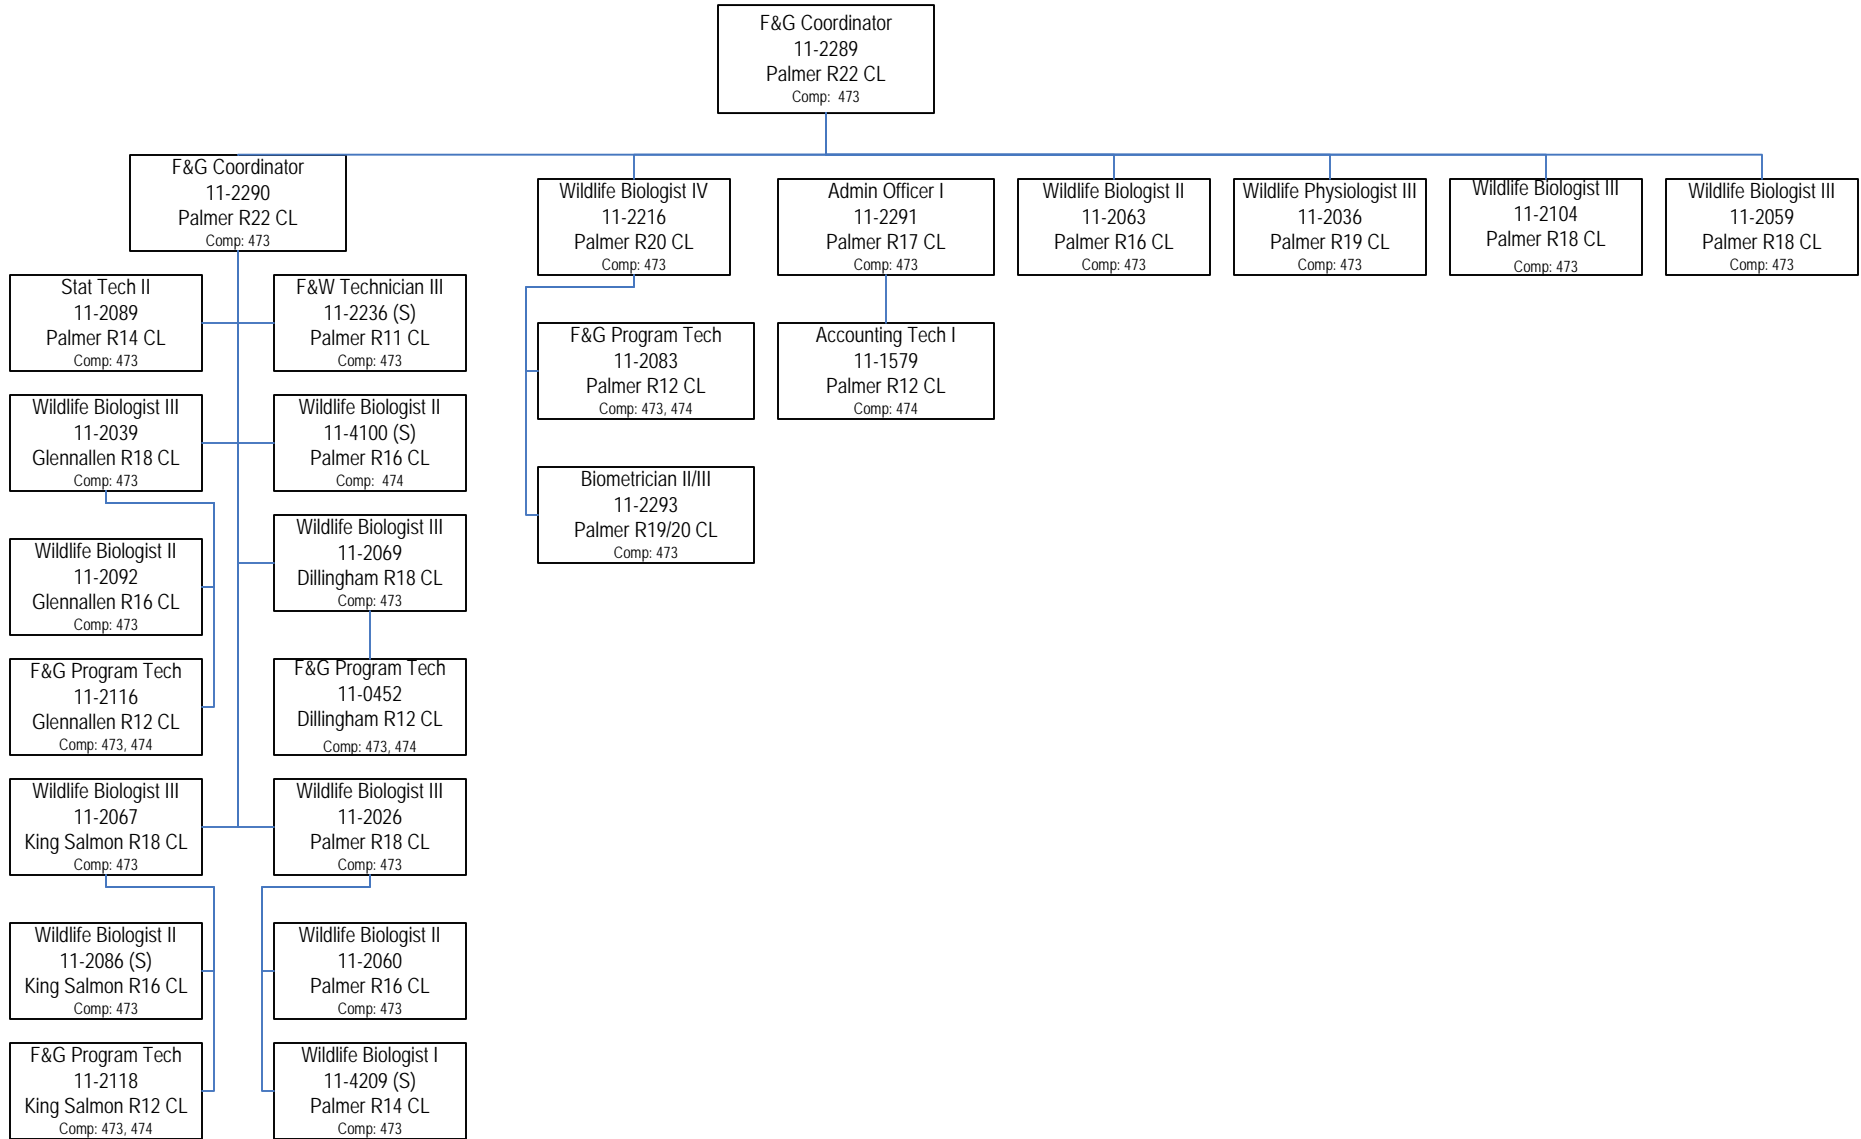 F&G Coordinator
11-2289
Palmer R22 CL
Comp: 473
F&G Coordinator
11-2290
Palmer R22 CL
Comp: 473
Wildlife Biologist IV
11-2216
Palmer R20 CL
Comp: 473
Admin Officer I
11-2291
Palmer R17 CL
Comp: 473
Wildlife Biologist II
11-2063
Palmer R16 CL
Comp: 473
Wildlife Physiologist III
11-2036
Palmer R19 CL
Comp: 473
Wildlife Biologist III
11-2104
Palmer R18 CL
Comp: 473
Wildlife Biologist III
11-2059
Palmer R18 CL
Comp: 473
Stat Tech II
11-2089
Palmer R14 CL
Comp: 473
F&W Technician III
11-2236 (S)
Palmer R11 CL
Comp: 473
F&G Program Tech
11-2083
Palmer R12 CL
Comp: 473, 474
Accounting Tech I
11-1579
Palmer R12 CL
Comp: 474
Wildlife Biologist III
11-2039
Glennallen R18 CL
Comp: 473
Wildlife Biologist II
11-4100 (S)
Palmer R16 CL
Comp: 474
Biometrician II/III
11-2293
Palmer R19/20 CL
Comp: 473
Wildlife Biologist II
11-2092
Glennallen R16 CL
Comp: 473
Wildlife Biologist III
11-2069
Dillingham R18 CL
Comp: 473
F&G Program Tech
11-2116
Glennallen R12 CL
Comp: 473, 474
F&G Program Tech
11-0452
Dillingham R12 CL
Comp: 473, 474
Wildlife Biologist III
11-2067
King Salmon R18 CL
Comp: 473
Wildlife Biologist III
11-2026
Palmer R18 CL
Comp: 473
Wildlife Biologist II
11-2086 (S)
King Salmon R16 CL
Comp: 473
Wildlife Biologist II
11-2060
Palmer R16 CL
Comp: 473
F&G Program Tech
11-2118
King Salmon R12 CL
Comp: 473, 474
Wildlife Biologist I
11-4209 (S)
Palmer R14 CL
Comp: 473